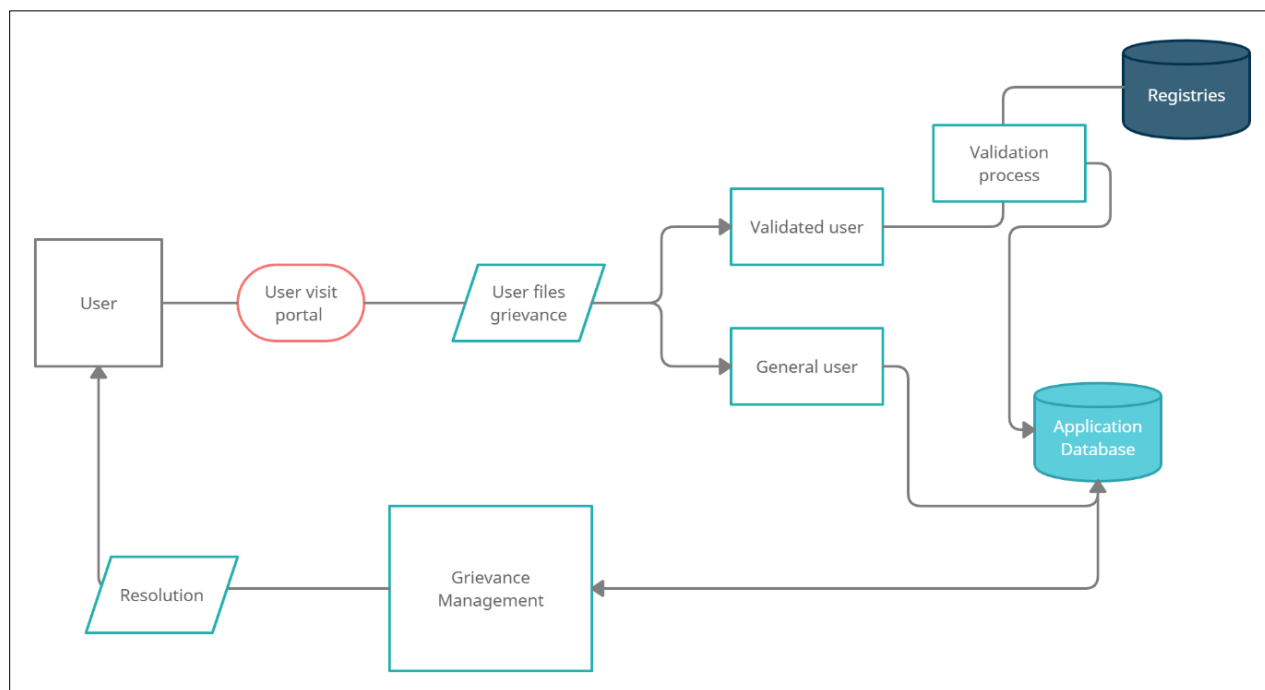 Registries
Validation
process
Validated user
User
User visit
portal
User files
grievance
General user
Application
Database
Grievance
Management
Resolution